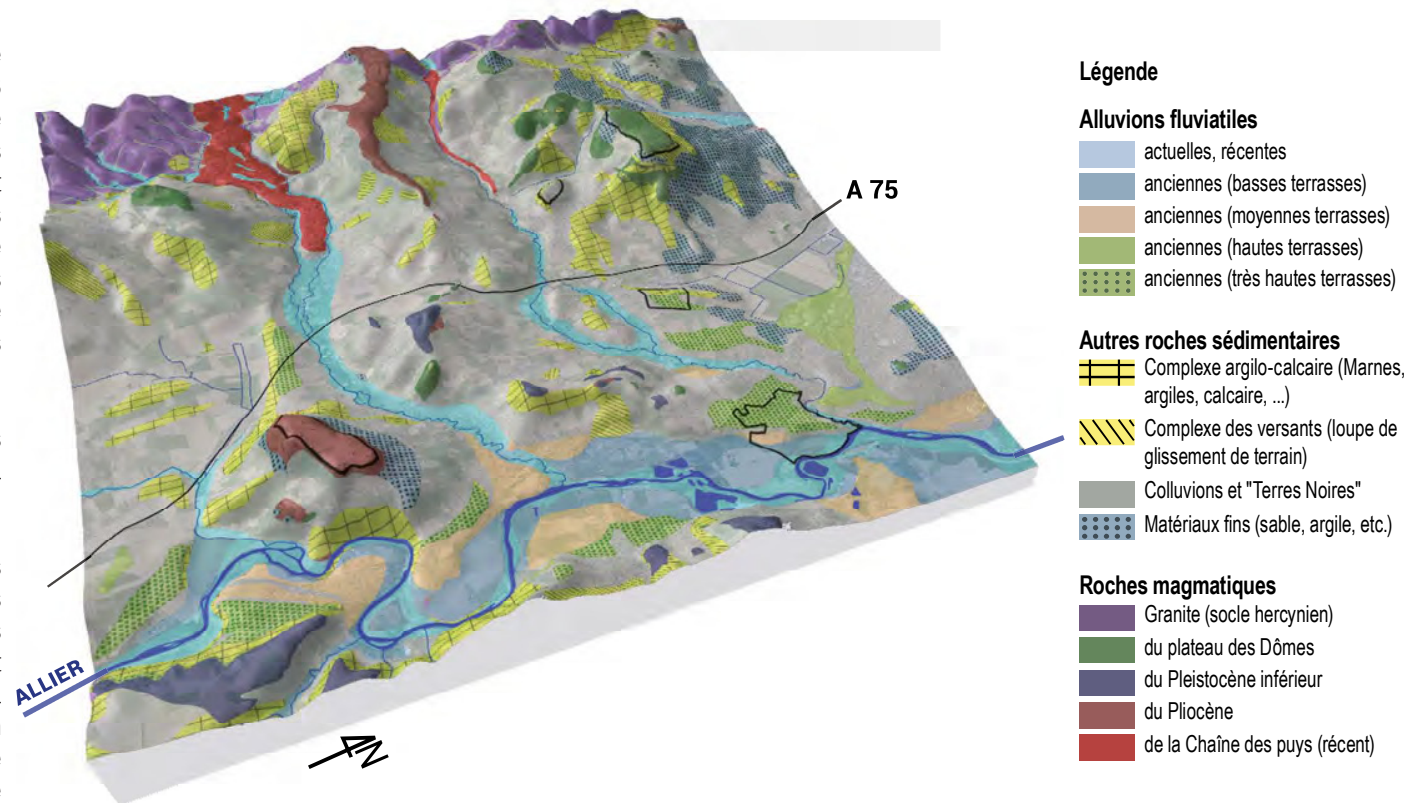 A 75
ALLIER
N
Légende
Alluvions fluviatiles
actuelles, récentes
anciennes (basses terrasses)
anciennes (moyennes terrasses)
anciennes (hautes terrasses)
anciennes (très hautes terrasses)
Autres roches sédimentaires
Complexe argilo-calcaire (Marnes,
argiles, calcaire, ...)
Complexe des versants (loupe de
glissement de terrain)
Colluvions et "Terres Noires"
Matériaux fins (sable, argile, etc.)
Roches magmatiques
Granite (socle hercynien)
du plateau des Dômes
du Pleistocène inférieur
du Pliocène
de la Chaîne des puys (récent)